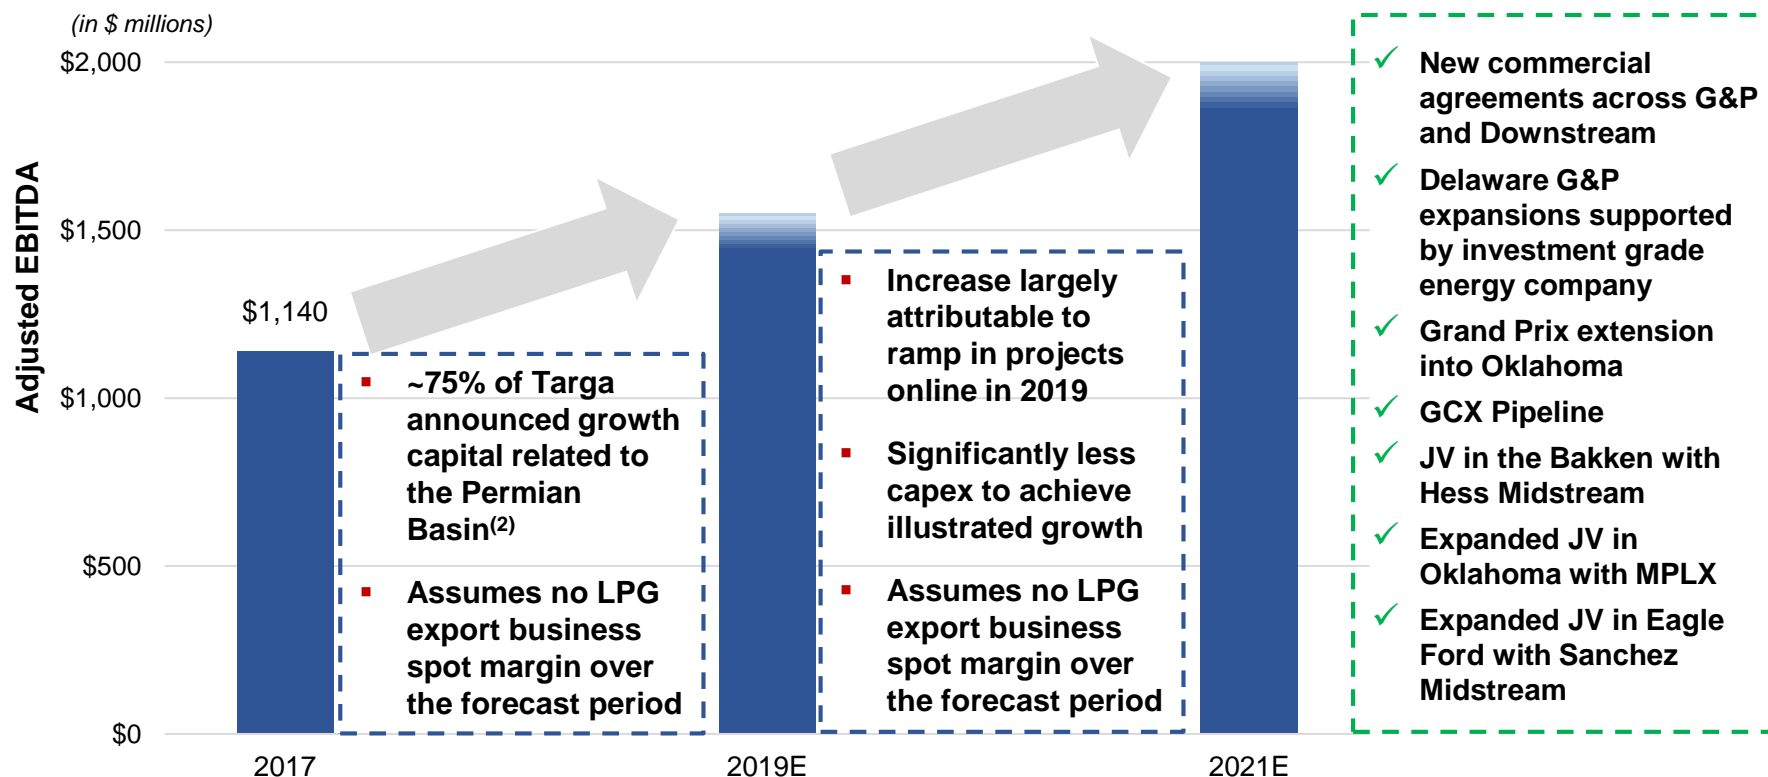 (in $ millions)
Adjusted EBITDA
$2,000
$1,500
$1,000
$500
$0
$1,140
2017
2019E
2021E
▪ ~75% of Targa
announced growth
capital related to
the Permian
Basin(2)
▪ Assumes no LPG
export business
spot margin over
the forecast period
▪ Increase largely
attributable to
ramp in projects
online in 2019
▪ Significantly less
capex to achieve
illustrated growth
▪ Assumes no LPG
export business
spot margin over
the forecast period
✓ New commercial
agreements across G&P
and Downstream
✓ Delaware G&P
expansions supported
by investment grade
energy company
✓ Grand Prix extension
into Oklahoma
✓ GCX Pipeline
✓ JV in the Bakken with
Hess Midstream
✓ Expanded JV in
Oklahoma with MPLX
✓ Expanded JV in Eagle
Ford with Sanchez
Midstream